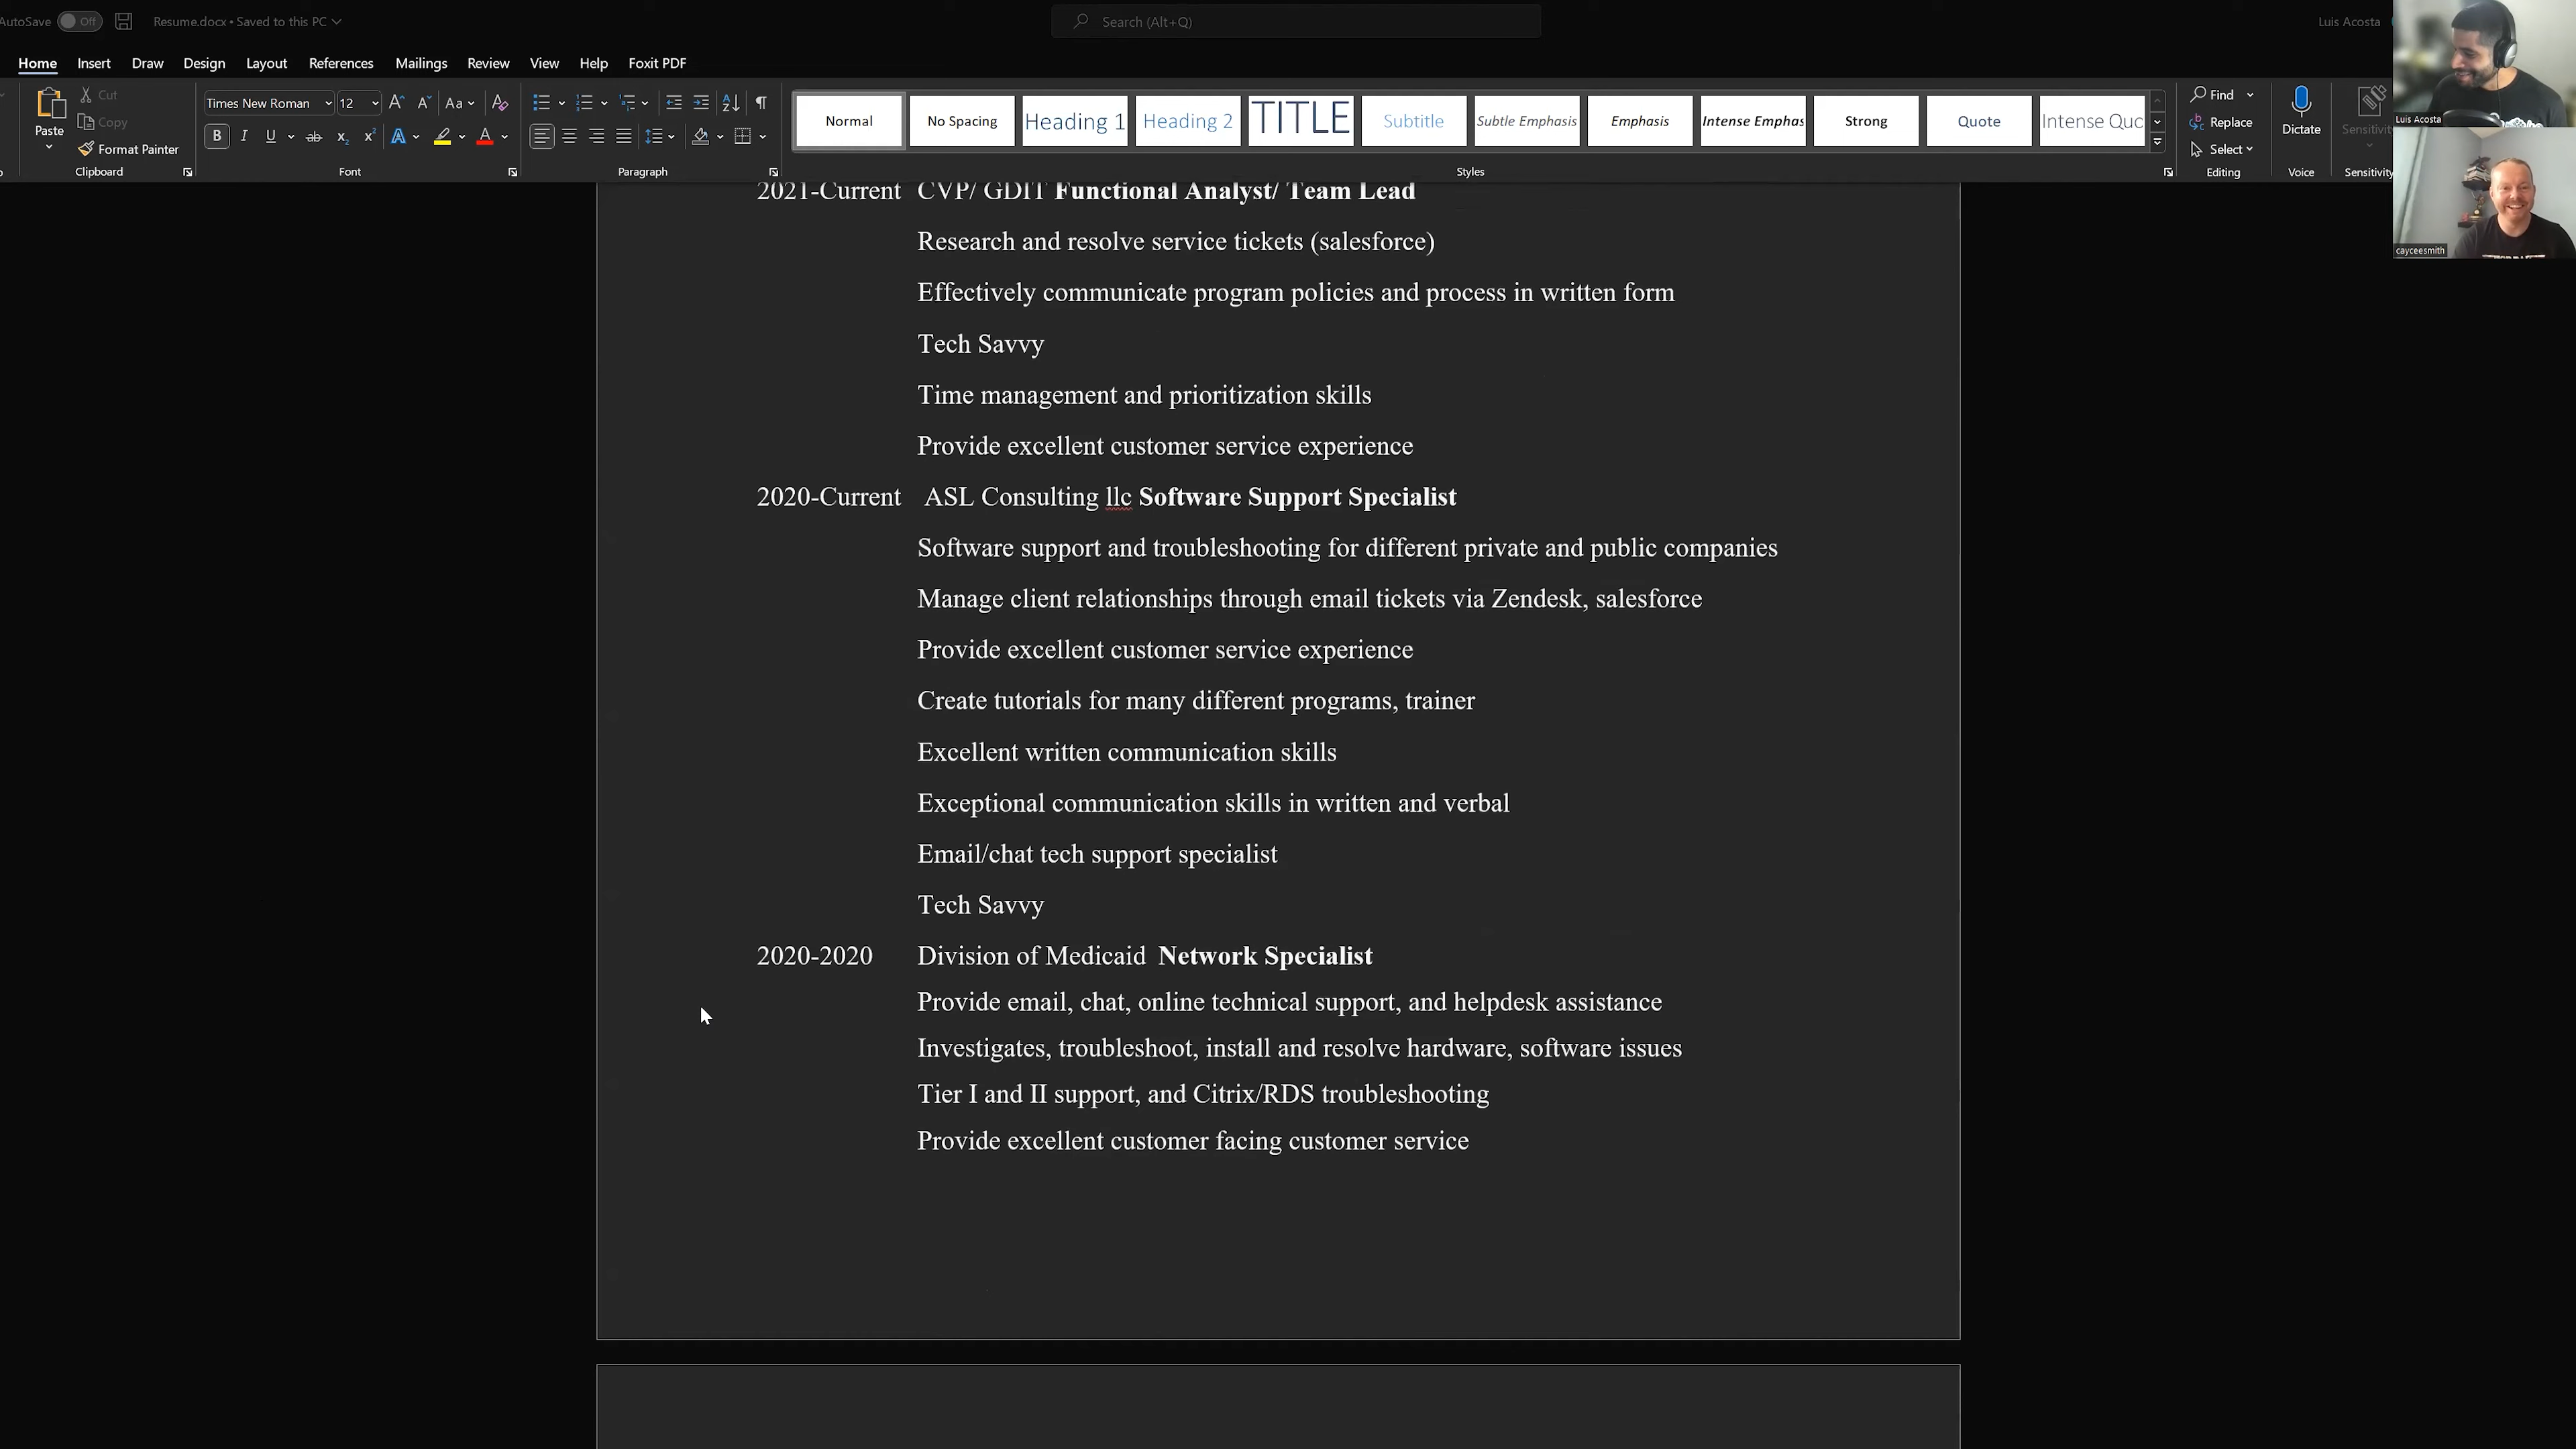 AutoSave Off Resume.docx • Saved to this PC Search (Alt+Q) Luis Acosta
Home Insert Draw Design Layout References Mailings Review View Help Foxit PDF
Paste Cut Copy Format Painter
Clipboard
Times New Roman 12 Aa
Font
Paragraph
Normal No Spacing Heading 1 Heading 2 TITLE Subtitle Subtle Emphasis Emphasis Intense Emphas Strong Quote Intense Quo
Styles
Find Replace Select
Editing
Dictate
Voice
Sensitivity
Luis Acosta
cayceesmith
2021-Current CVP/ GDIT Functional Analyst/ Team Lead
Research and resolve service tickets (salesforce)
Effectively communicate program policies and process in written form
Tech Savvy
Time management and prioritization skills
Provide excellent customer service experience
2020-Current ASL Consulting llc Software Support Specialist
Software support and troubleshooting for different private and public companies
Manage client relationships through email tickets via Zendesk, salesforce
Provide excellent customer service experience
Create tutorials for many different programs, trainer
Excellent written communication skills
Exceptional communication skills in written and verbal
Email/chat tech support specialist
Tech Savvy
2020-2020 Division of Medicaid Network Specialist
Provide email, chat, online technical support, and helpdesk assistance
Investigates, troubleshoot, install and resolve hardware, software issues
Tier I and II support, and Citrix/RDS troubleshooting
Provide excellent customer facing customer service